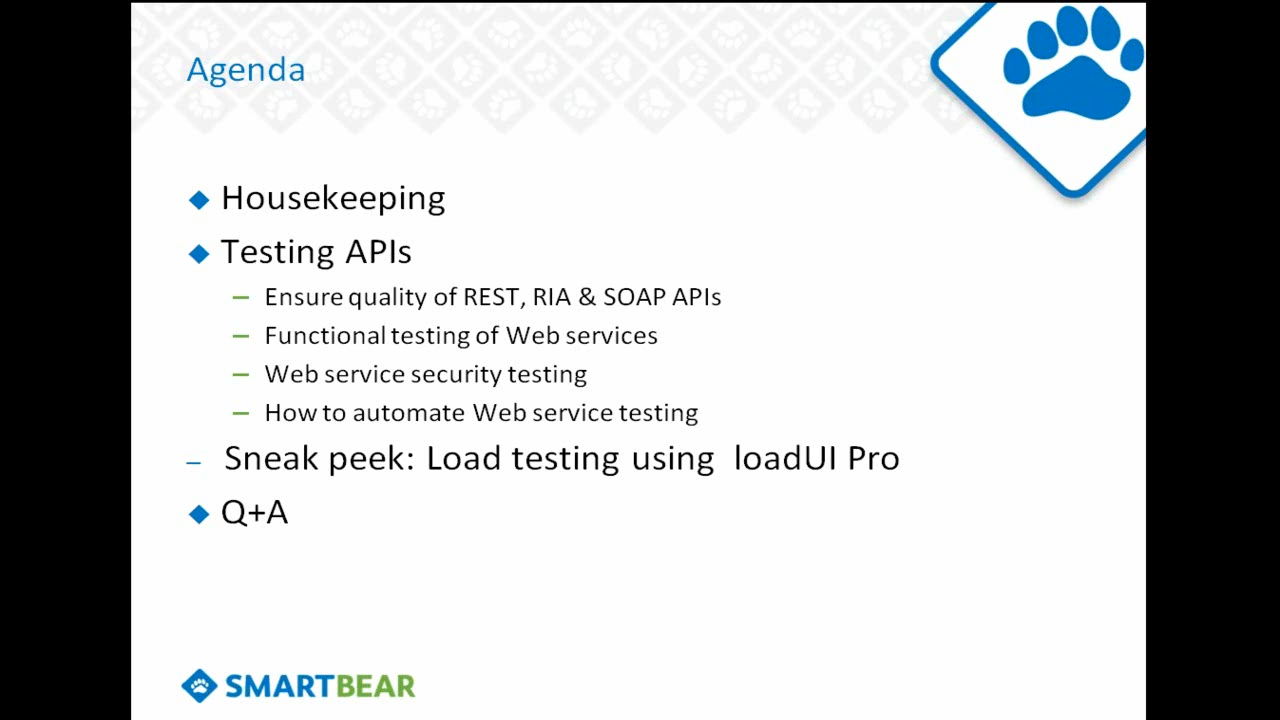 Agenda
Housekeeping
Testing APIs
– Ensure quality of REST, RIA & SOAP APIs
– Functional testing of Web services
– Web service security testing
– How to automate Web service testing
– Sneak peek: Load testing using loadUI Pro
Q+A
SMARTBEAR